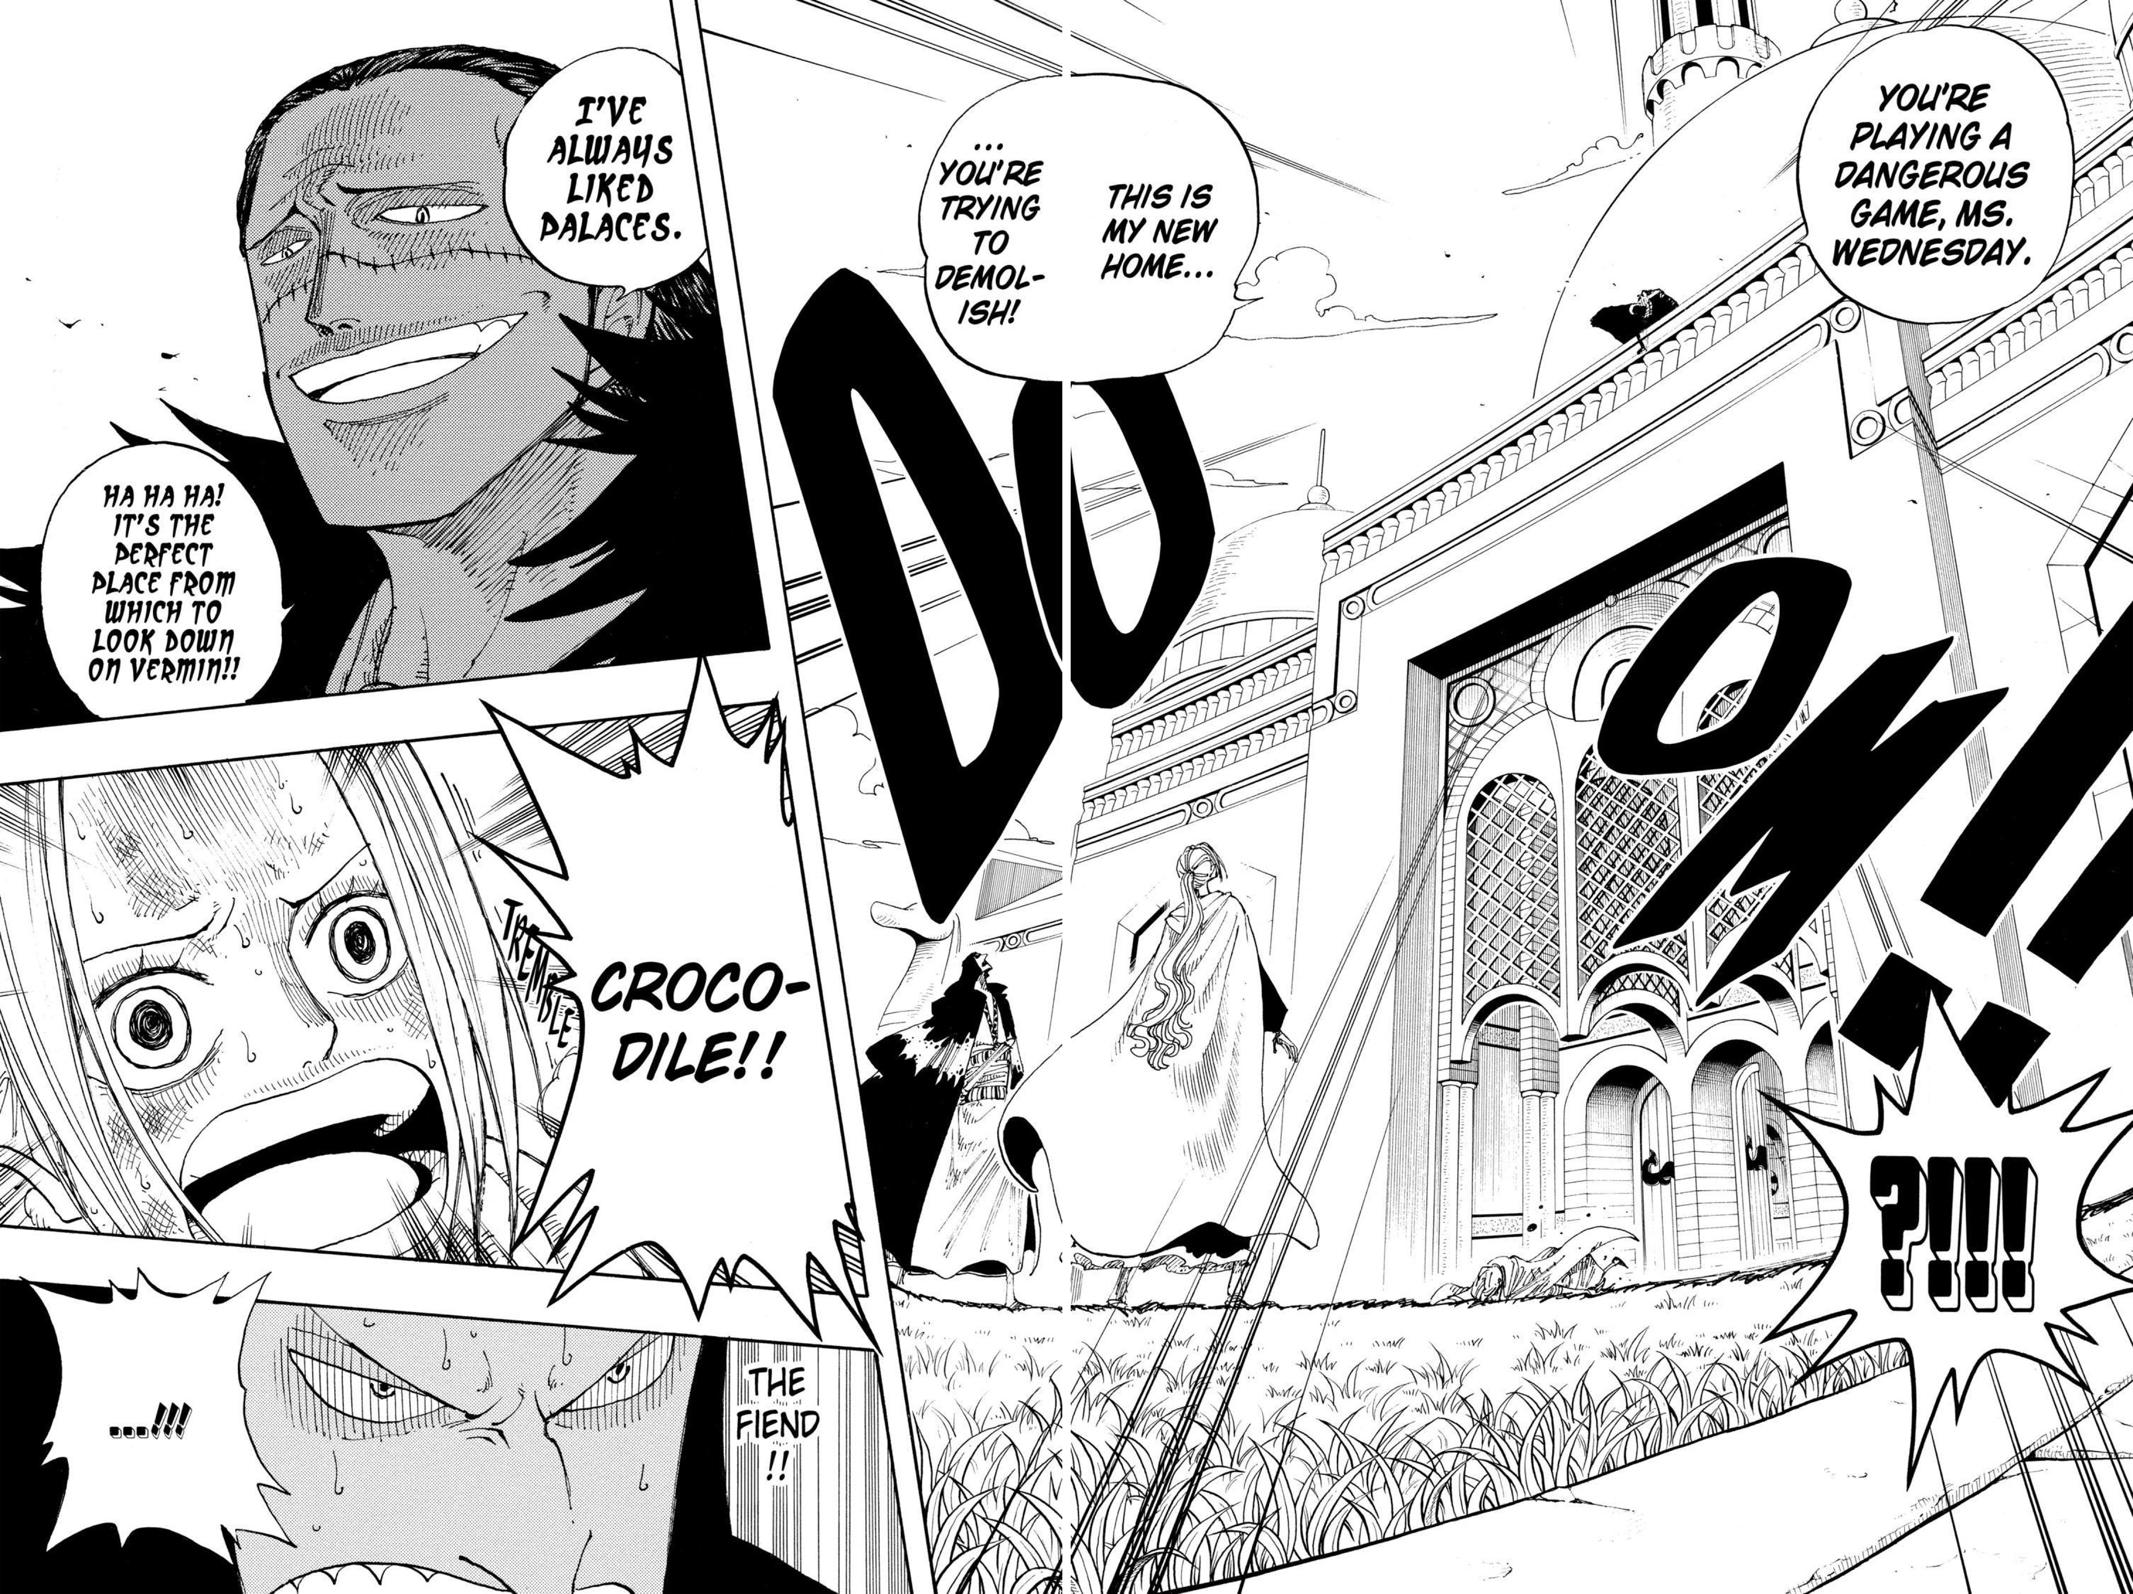 YOU'RE
PLAYING A
DANGEROUS
GAME, MS.
WEDNESDAY.
THIS IS
MY NEW
HOME...
...
YOU'RE
TRYING
TO
DEMOL-
ISH!
DOOM!!
?!!!
I'VE
ALWAYS
LIKED
PALACES.
HA HA HA!
IT'S THE
PERFECT
PLACE FROM
WHICH TO
LOOK DOWN
ON VERMIN!!
CROCO-
DILE!!
TREMBLE
THE
FIEND
!!
...!!!